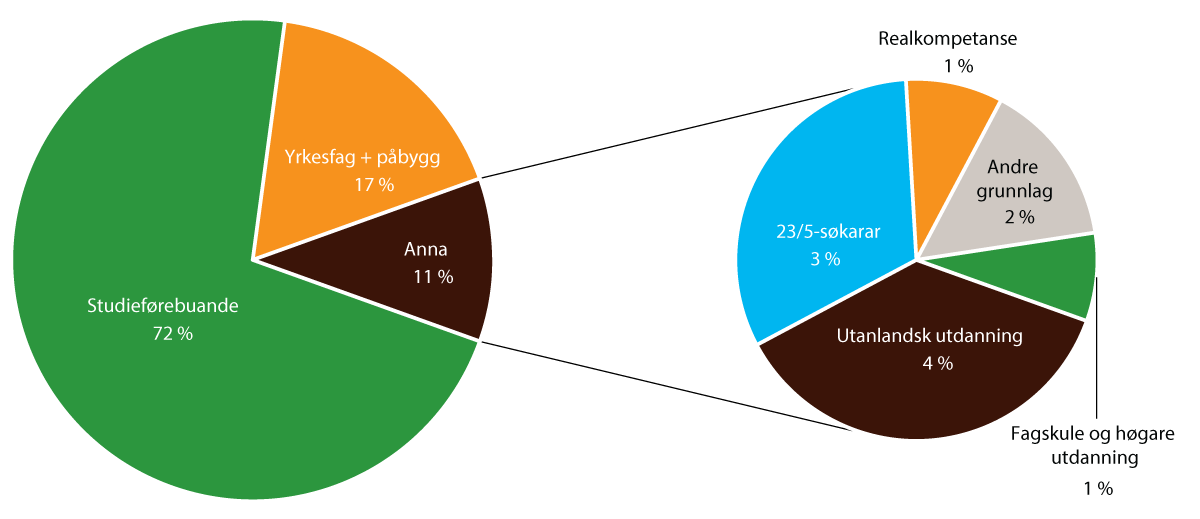 Yrkesfag + påbygg
17 %
Anna
11 %
Studieførebuande
72 %
Realkompetanse
1 %
Andre
grunnlag
2 %
23/5-søkarar
3 %
Utanlandsk utdanning
4 %
Fagskule og høgare
utdanning
1 %